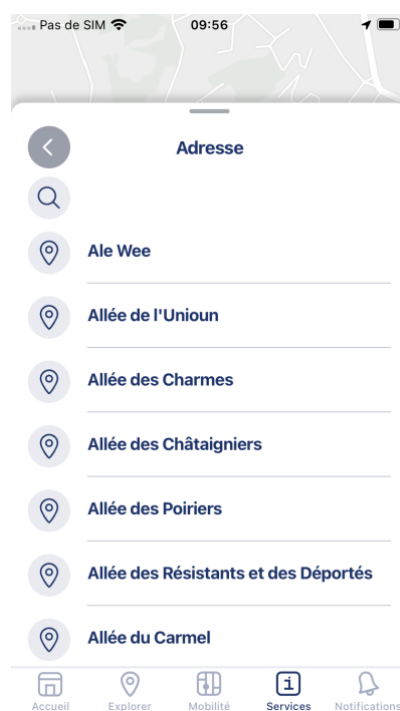 Pas de SIM 09:56
Adresse
Ale Wee
Allée de l'Unioun
Allée des Charmes
Allée des Châtaigniers
Allée des Poiriers
Allée des Résistants et des Déportés
Allée du Carmel
Accueil Explorer Mobilité Services Notifications